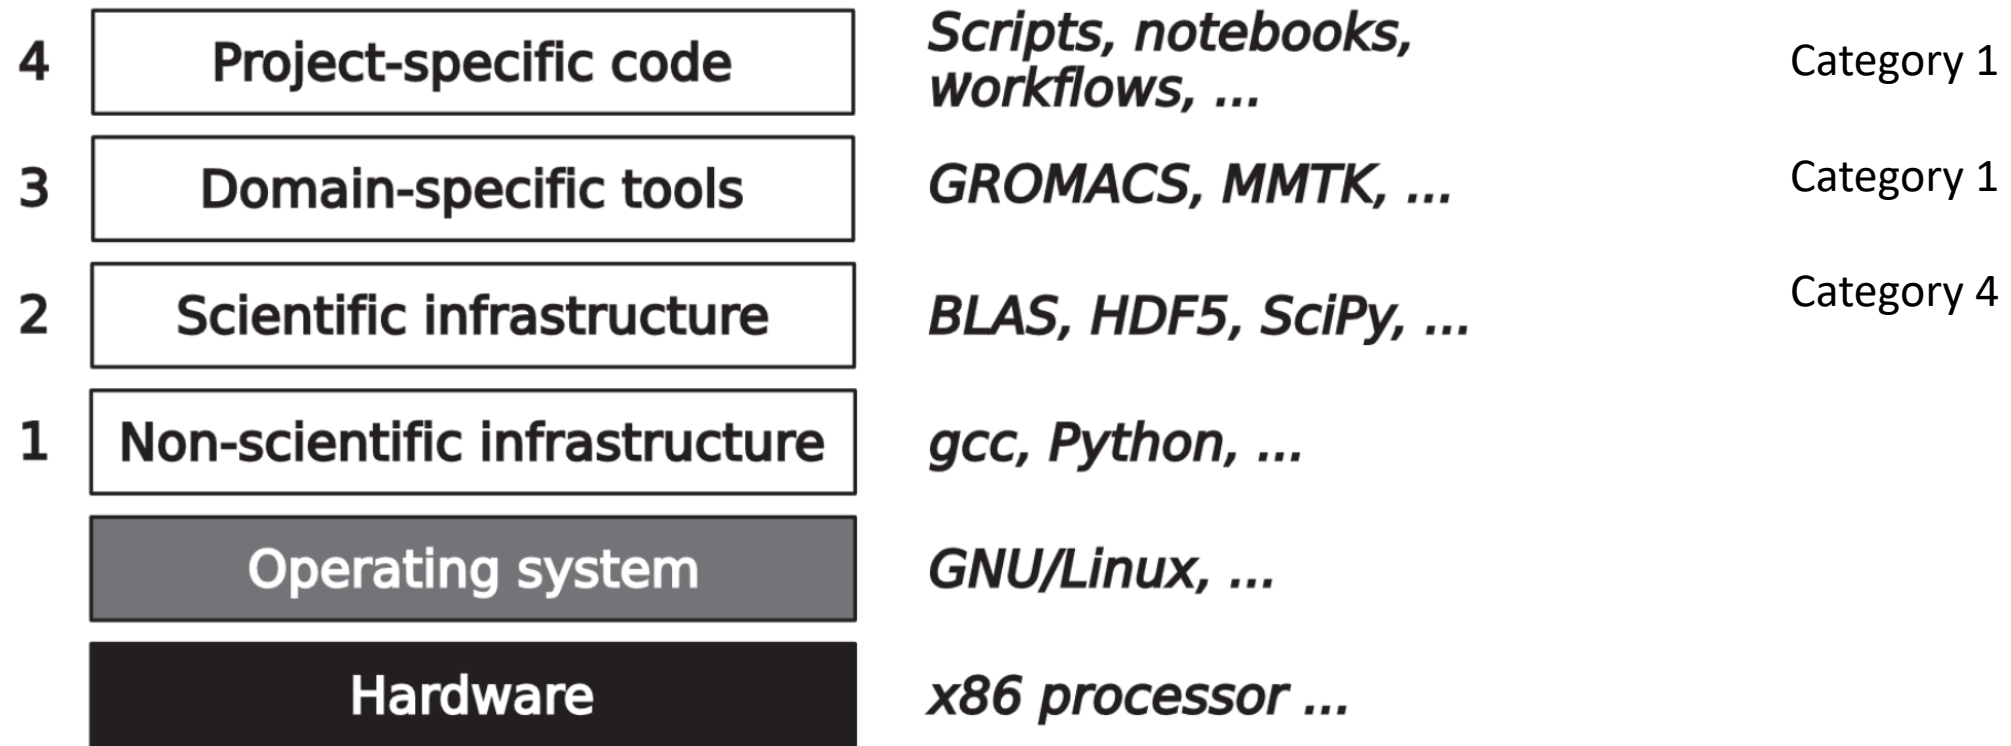 4 Project-specific code Scripts, notebooks, workflows, ... Category 1
3 Domain-specific tools GROMACS, MMTK, ... Category 1
2 Scientific infrastructure BLAS, HDF5, SciPy, ... Category 4
1 Non-scientific infrastructure gcc, Python, ...
Operating system GNU/Linux, ...
Hardware x86 processor ...